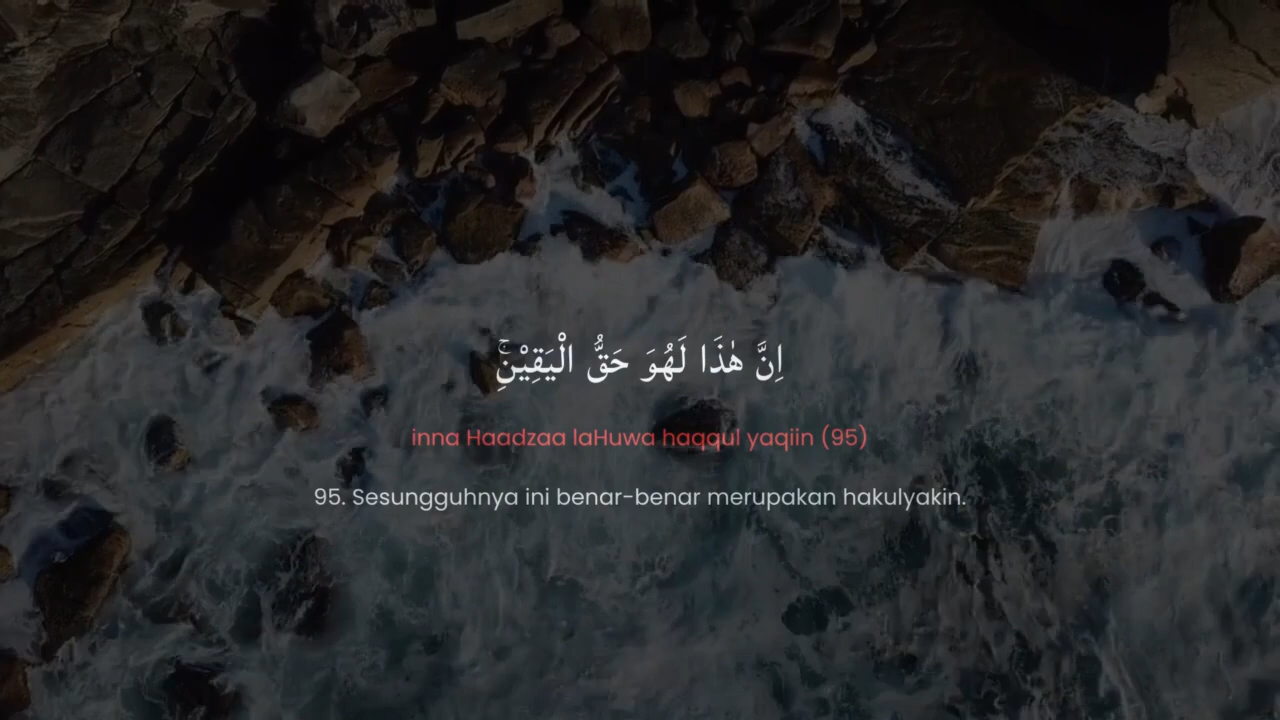 اِنَّ هٰذَا لَهُوَ حَقُّ الْيَقِيْنِۚ
inna Haadzaa laHuwa haqqul yaqiin (95)
95. Sesungguhnya ini benar-benar merupakan hakulyakin.